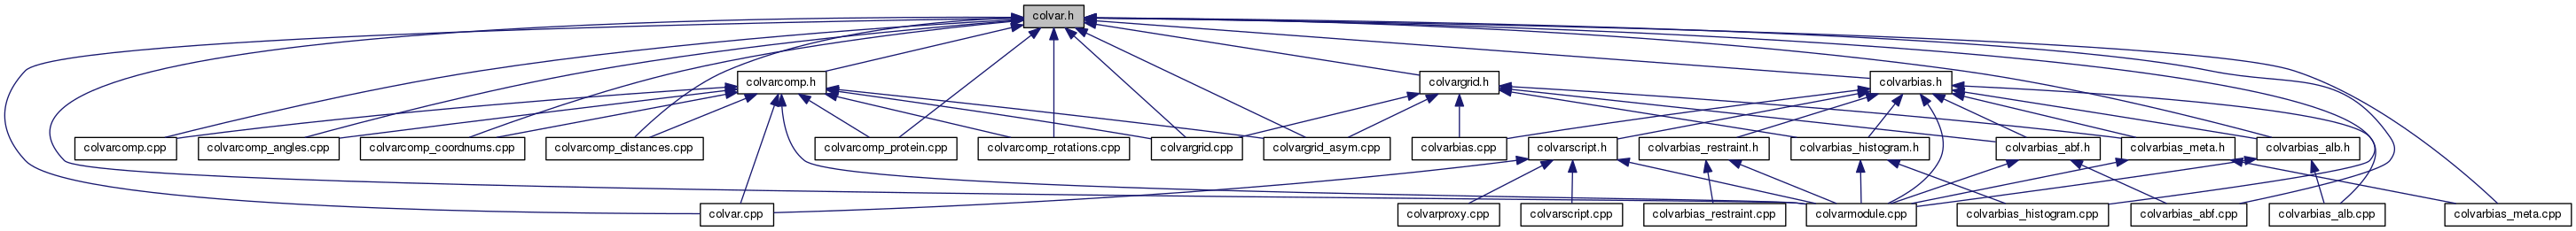 colvar.h
colvarcomp.h
colvargrid.h
colvarbias.h
colvarcomp.cpp
colvarcomp_angles.cpp
colvarcomp_coordnums.cpp
colvarcomp_distances.cpp
colvarcomp_protein.cpp
colvarcomp_rotations.cpp
colvargrid.cpp
colvargrid_asym.cpp
colvarbias.cpp
colvarscript.h
colvarbias_restraint.h
colvarbias_histogram.h
colvarbias_abf.h
colvarbias_meta.h
colvarbias_alb.h
colvar.cpp
colvarproxy.cpp
colvarscript.cpp
colvarbias_restraint.cpp
colvarmodule.cpp
colvarbias_histogram.cpp
colvarbias_abf.cpp
colvarbias_alb.cpp
colvarbias_meta.cpp